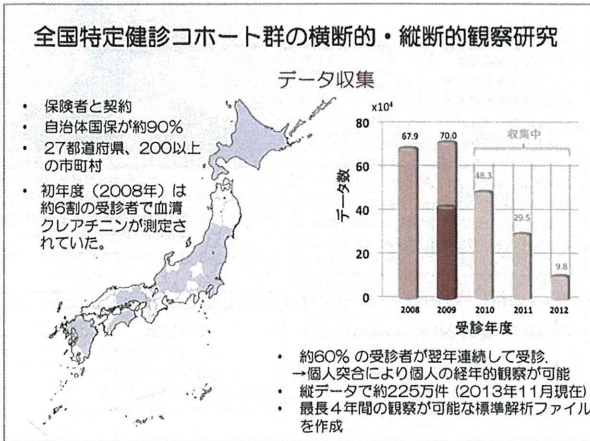 全国特定健診コホート群の横断的・縦断的観察研究
データ収集
・ 保険者と契約
・ 自治体国保が約90%
・ 27都道府県、200以上
の市町村
・ 初年度（2008年）は
約6割の受診者で血清
クレアチニンが測定さ
れていた。
x10⁴
収集中
80
60
40
20
0
データ数
67.9
70.0
48.3
29.5
9.8
2008
2009
2010
2011
2012
受診年度
・ 約60% の受診者が翌年連続して受診,
→個人突合により個人の経年的観察が可能
・ 縦データで約225万件 (2013年11月現在)
・ 最長４年間の観察が可能な標準解析ファイル
を作成